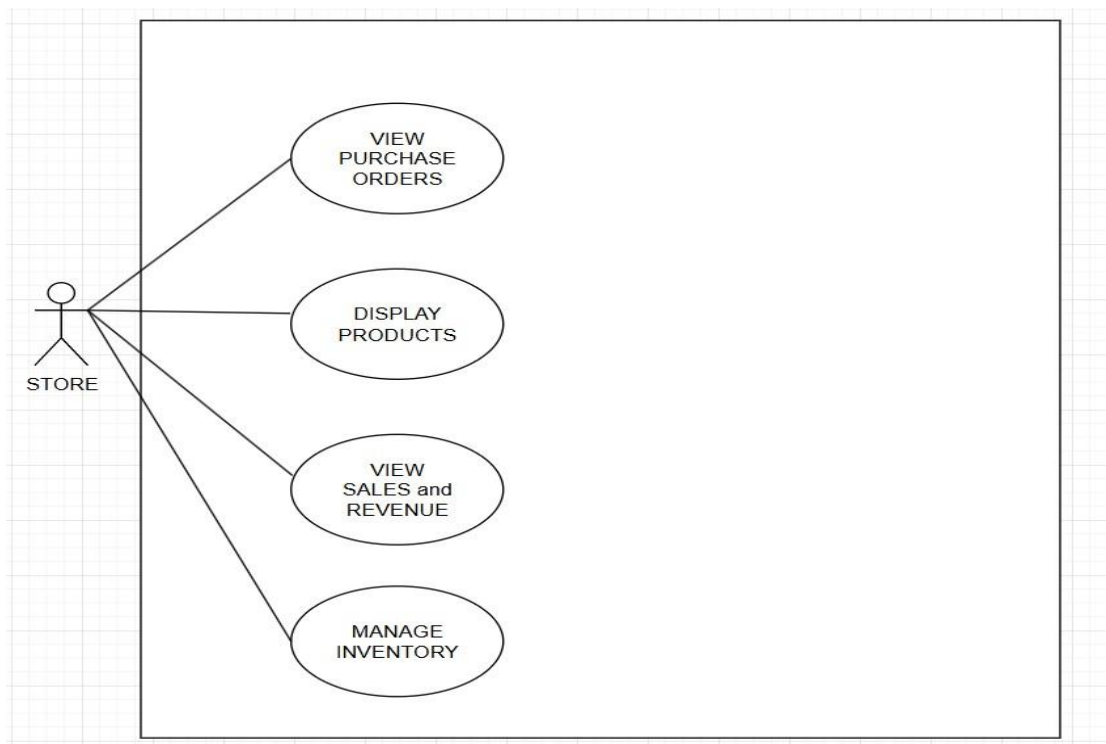 VIEW
PURCHASE
ORDERS
DISPLAY
PRODUCTS
STORE
VIEW
SALES and
REVENUE
MANAGE
INVENTORY